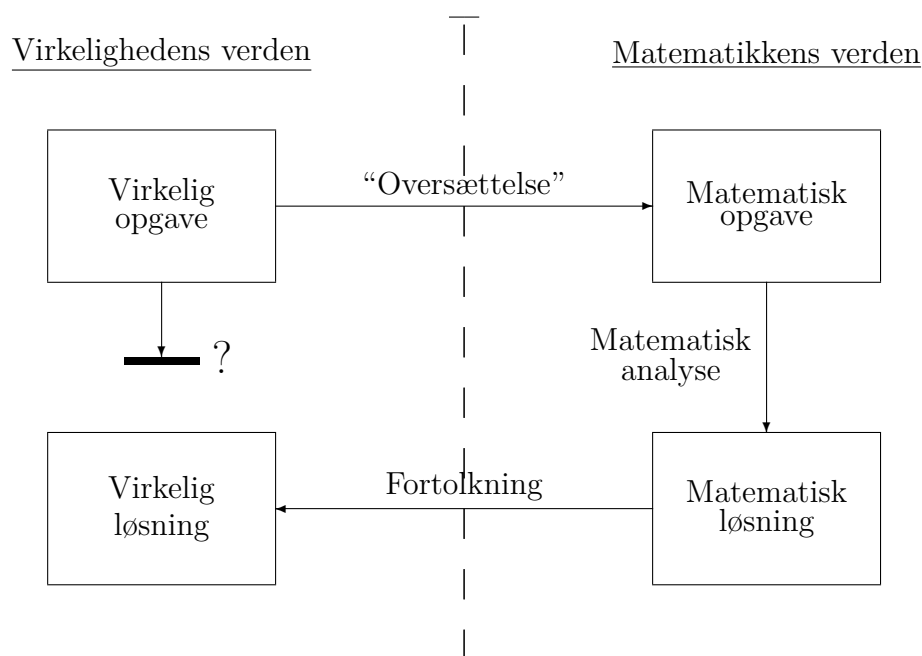 Virkelighedens verden
Matematikkens verden
Virkelig
opgave
“Oversættelse”
Matematisk
opgave
?
Matematisk
analyse
Virkelig
løsning
Fortolkning
Matematisk
løsning